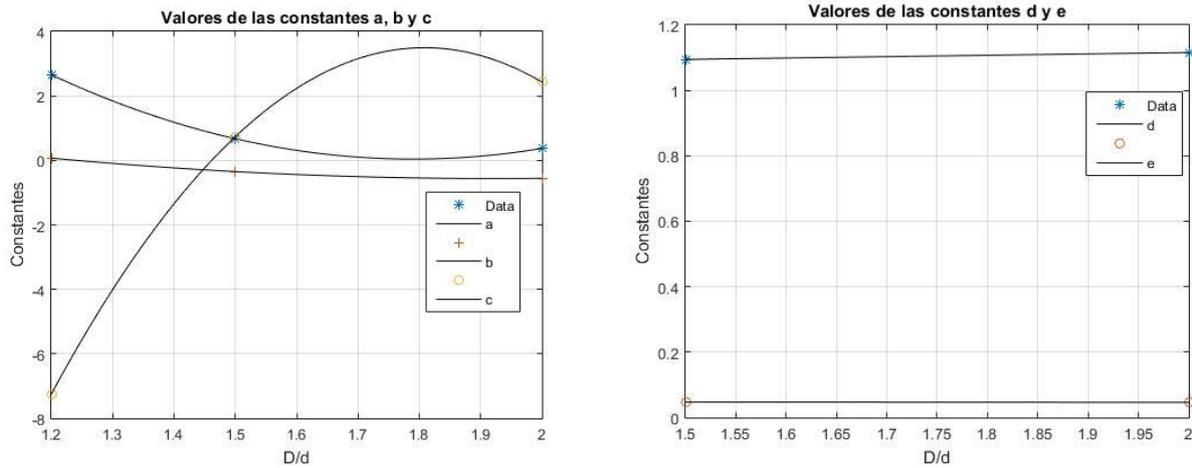 Valores de las constantes a, b y c
4
2
0
-2
-4
-6
-8
Constantes
1.2 1.3 1.4 1.5 1.6 1.7 1.8 1.9 2
D/d
Data
a
b
c
Valores de las constantes d y e
1.2
1
0.8
0.6
0.4
0.2
0
Constantes
1.5 1.55 1.6 1.65 1.7 1.75 1.8 1.85 1.9 1.95 2
D/d
Data
d
e